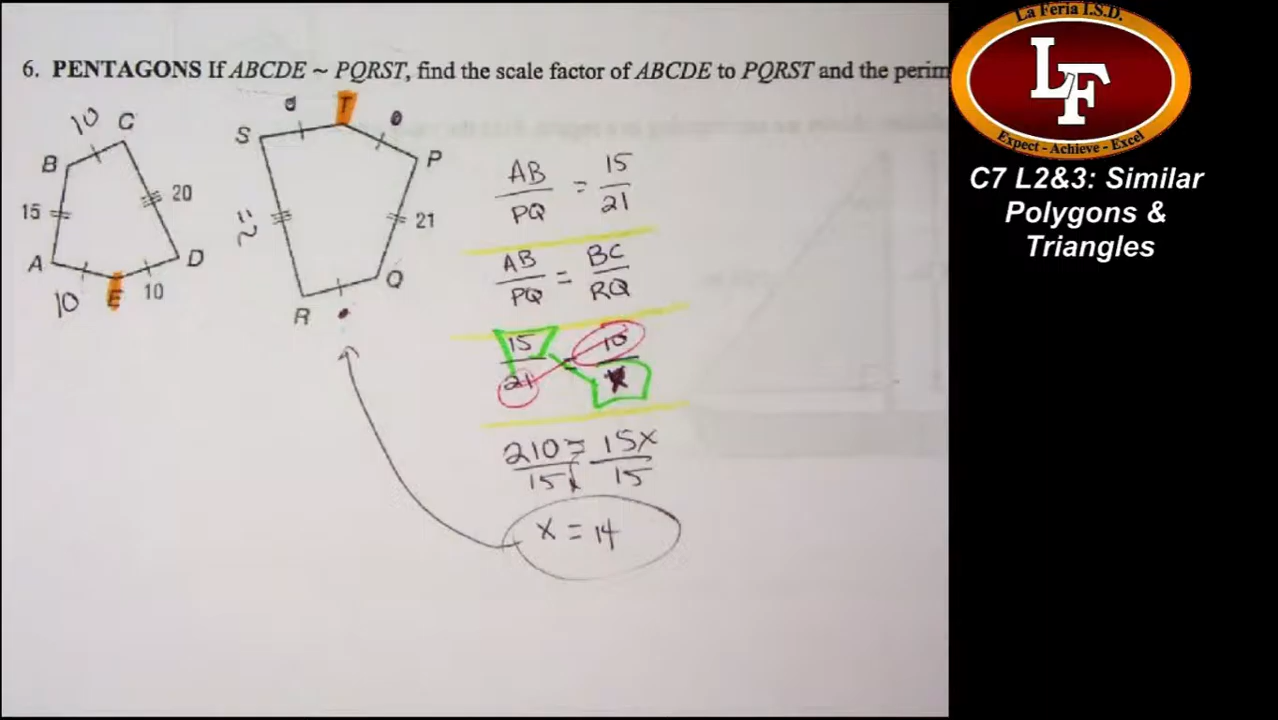 6. PENTAGONS If ABCDE ~ PQRST, find the scale factor of ABCDE to PQRST and the perim
10
C
B
15
20
A
D
10
E
10
S
T
P
21
Q
R
AB = 15
PQ 21
AB = BC
PQ RQ
15 = 10
21 x
210 = 15x
15 15
x = 14
La Feria I.S.D.
LF
Expect - Achieve - Excel
C7 L2&3: Similar
Polygons &
Triangles